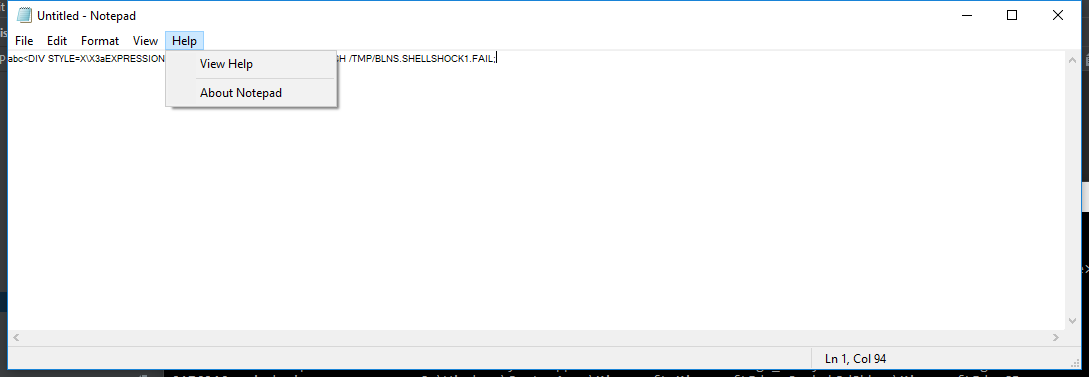 Untitled - Notepad
File Edit Format View Help
abc<DIV STYLE=X\X3aEXPRESSION /TMP/BLNS.SHELLSHOCK1.FAIL;
View Help
About Notepad
Ln 1, Col 94